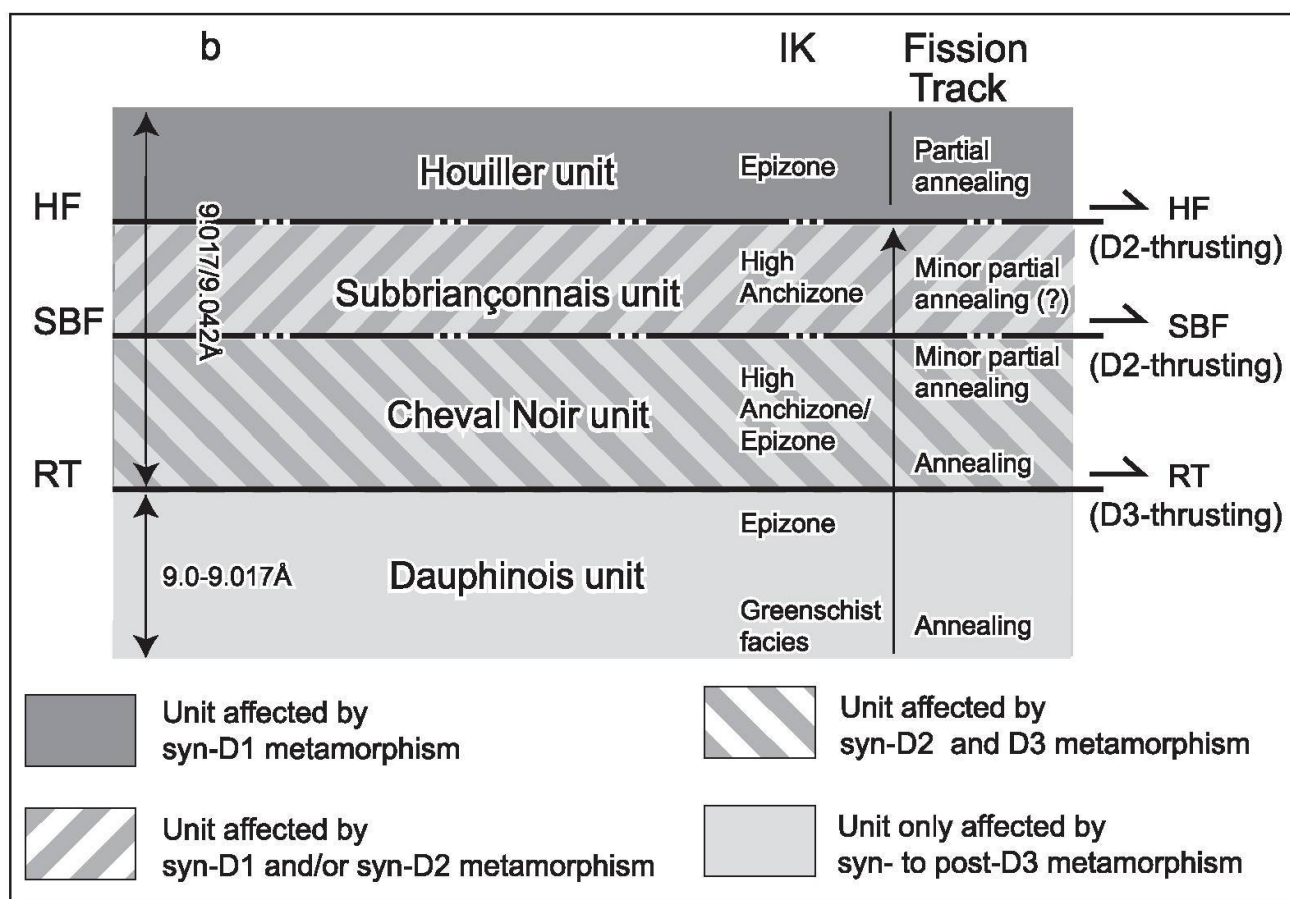 b
IK
Fission
Track
Houiller unit
Epizone
Partial
annealing
HF
HF
(D2-thrusting)
9.017/9.042Å
Subbriançonnais unit
High
Anchizone
Minor partial
annealing (?)
SBF
SBF
(D2-thrusting)
Cheval Noir unit
High
Anchizone/
Epizone
Minor partial
annealing
Annealing
RT
RT
(D3-thrusting)
9.0-9.017Å
Dauphinois unit
Epizone
Greenschist
facies
Annealing
Unit affected by
syn-D1 metamorphism
Unit affected by
syn-D2 and D3 metamorphism
Unit affected by
syn-D1 and/or syn-D2 metamorphism
Unit only affected by
syn- to post-D3 metamorphism